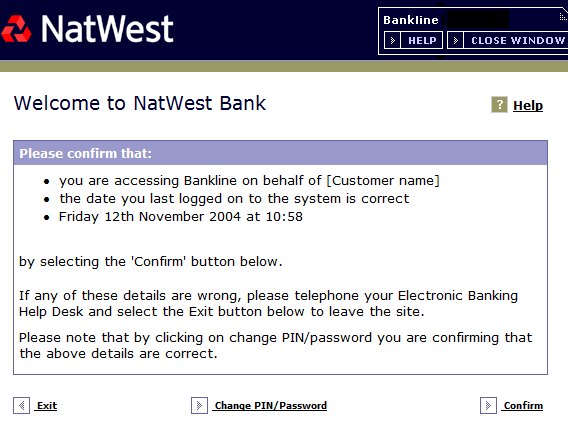 NatWest
Bankline
HELP
CLOSE WINDOW
Welcome to NatWest Bank
? Help
Please confirm that:
• you are accessing Bankline on behalf of [Customer name]
• the date you last logged on to the system is correct
• Friday 12th November 2004 at 10:58
by selecting the 'Confirm' button below.
If any of these details are wrong, please telephone your Electronic Banking
Help Desk and select the Exit button below to leave the site.
Please note that by clicking on change PIN/password you are confirming that
the above details are correct.
Exit
Change PIN/Password
Confirm